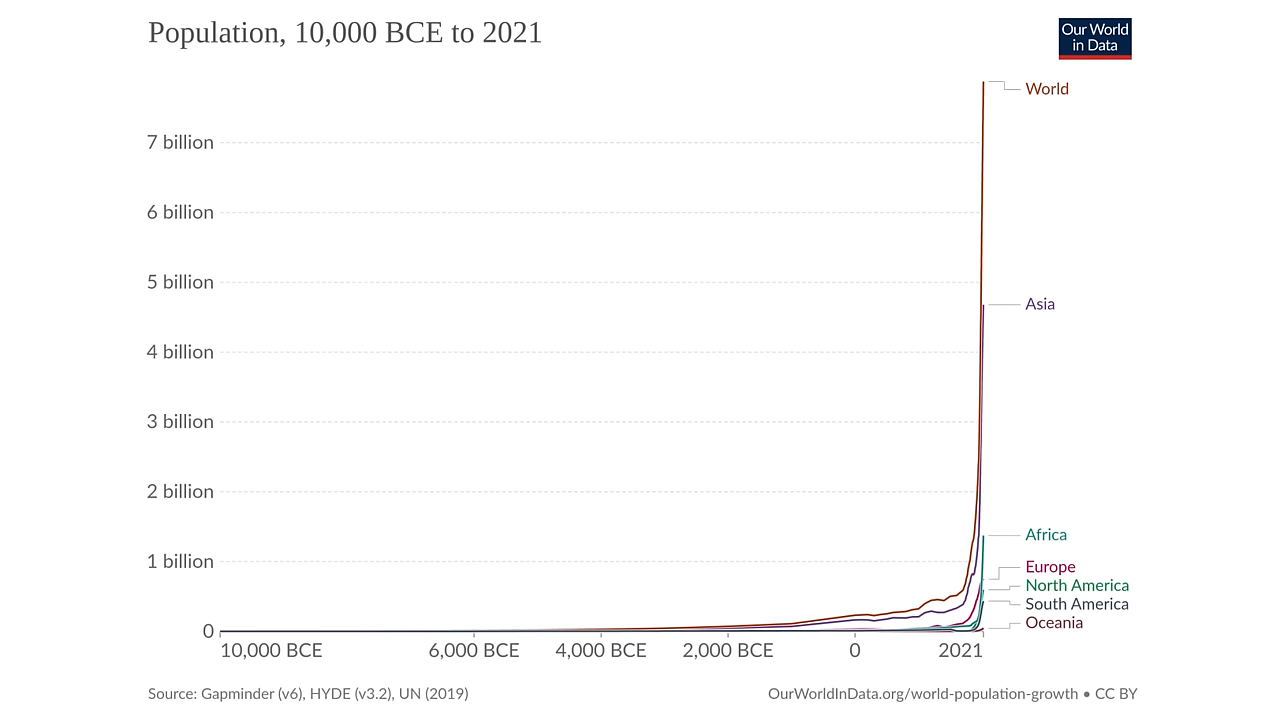 Population, 10,000 BCE to 2021
Our World
in Data
7 billion
6 billion
5 billion
4 billion
3 billion
2 billion
1 billion
0
World
Asia
Africa
Europe
North America
South America
Oceania
10,000 BCE
6,000 BCE
4,000 BCE
2,000 BCE
0
2021
Source: Gapminder (v6), HYDE (v3.2), UN (2019)
OurWorldInData.org/world-population-growth • CC BY